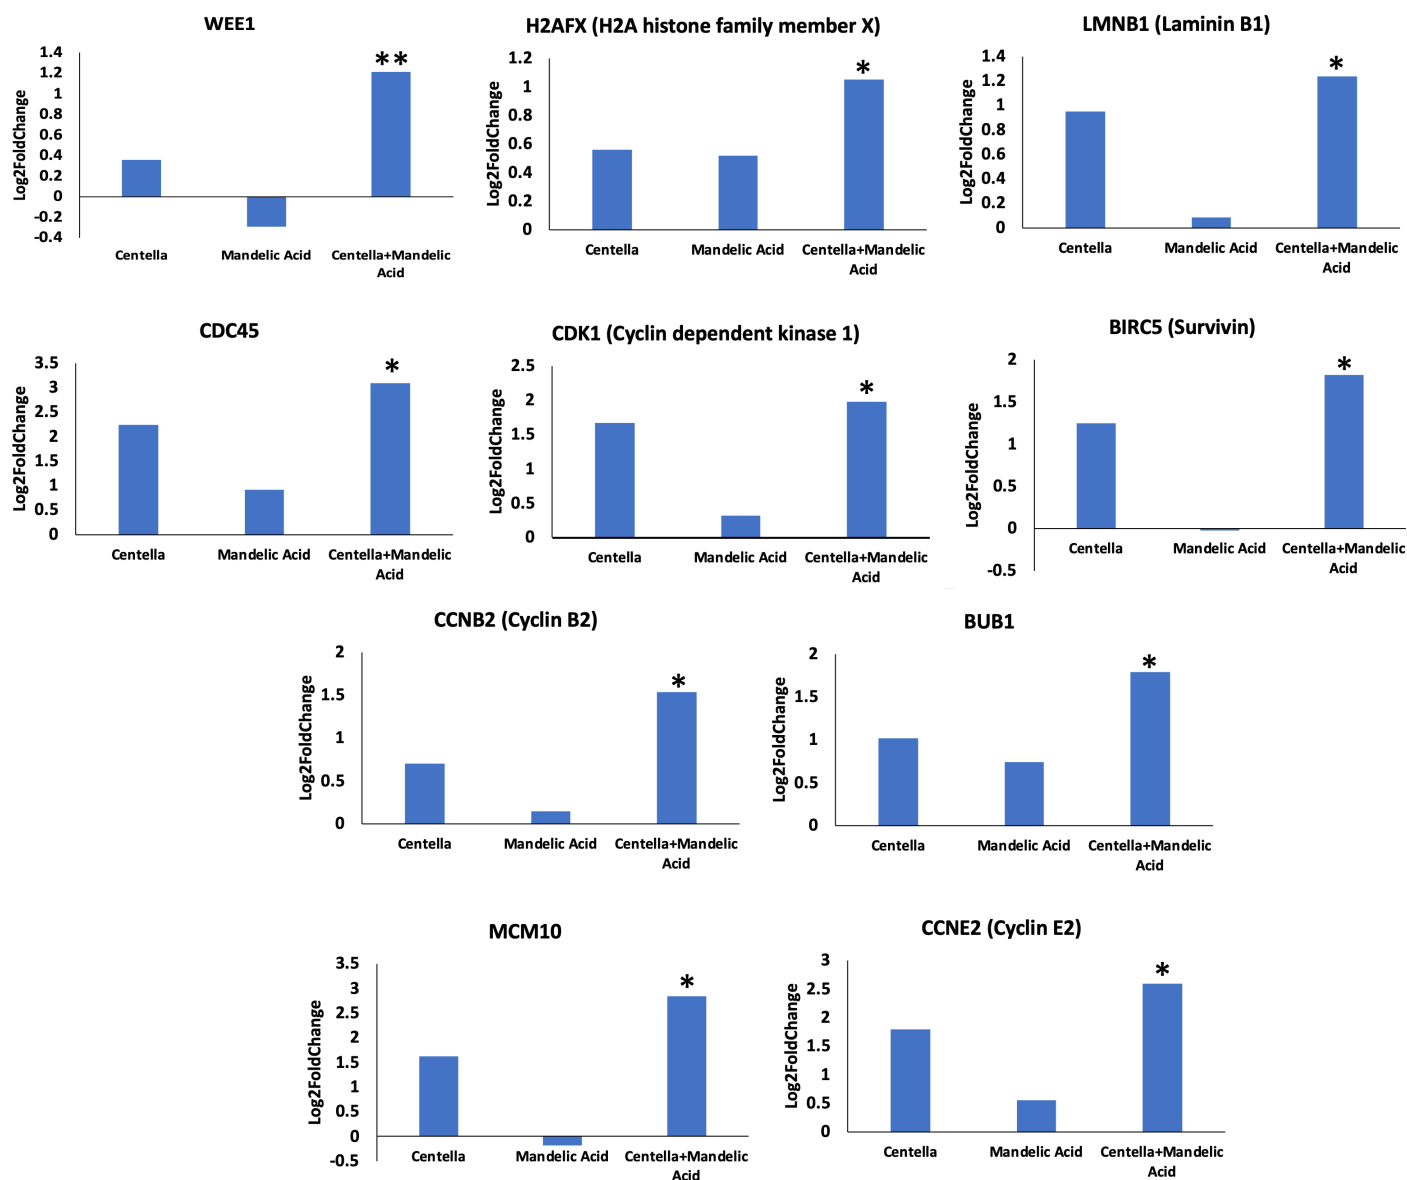 WEE1
Log2FoldChange
1.4
1.2
1
0.8
0.6
0.4
0.2
0
-0.2
-0.4
**
Centella
Mandelic Acid
Centella+Mandelic
Acid
H2AFX (H2A histone family member X)
Log2FoldChange
1.2
1
0.8
0.6
0.4
0.2
0
*
Centella
Mandelic Acid
Centella+Mandelic
Acid
LMNB1 (Laminin B1)
Log2FoldChange
1.4
1.2
1
0.8
0.6
0.4
0.2
0
*
Centella
Mandelic Acid
Centella+Mandelic
Acid
CDC45
Log2FoldChange
3.5
3
2.5
2
1.5
1
0.5
0
*
Centella
Mandelic Acid
Centella+Mandelic
Acid
CDK1 (Cyclin dependent kinase 1)
Log2FoldChange
2.5
2
1.5
1
0.5
0
*
Centella
Mandelic Acid
Centella+Mandelic
Acid
BIRC5 (Survivin)
Log2FoldChange
2
1.5
1
0.5
0
-0.5
*
Centella
Mandelic Acid
Centella+Mandelic
Acid
CCNB2 (Cyclin B2)
Log2FoldChange
2
1.5
1
0.5
0
*
Centella
Mandelic Acid
Centella+Mandelic
Acid
BUB1
Log2FoldChange
2
1.5
1
0.5
0
*
Centella
Mandelic Acid
Centella+Mandelic
Acid
MCM10
Log2FoldChange
3.5
3
2.5
2
1.5
1
0.5
0
-0.5
*
Centella
Mandelic Acid
Centella+Mandelic
Acid
CCNE2 (Cyclin E2)
Log2FoldChange
3
2.5
2
1.5
1
0.5
0
*
Centella
Mandelic Acid
Centella+Mandelic
Acid